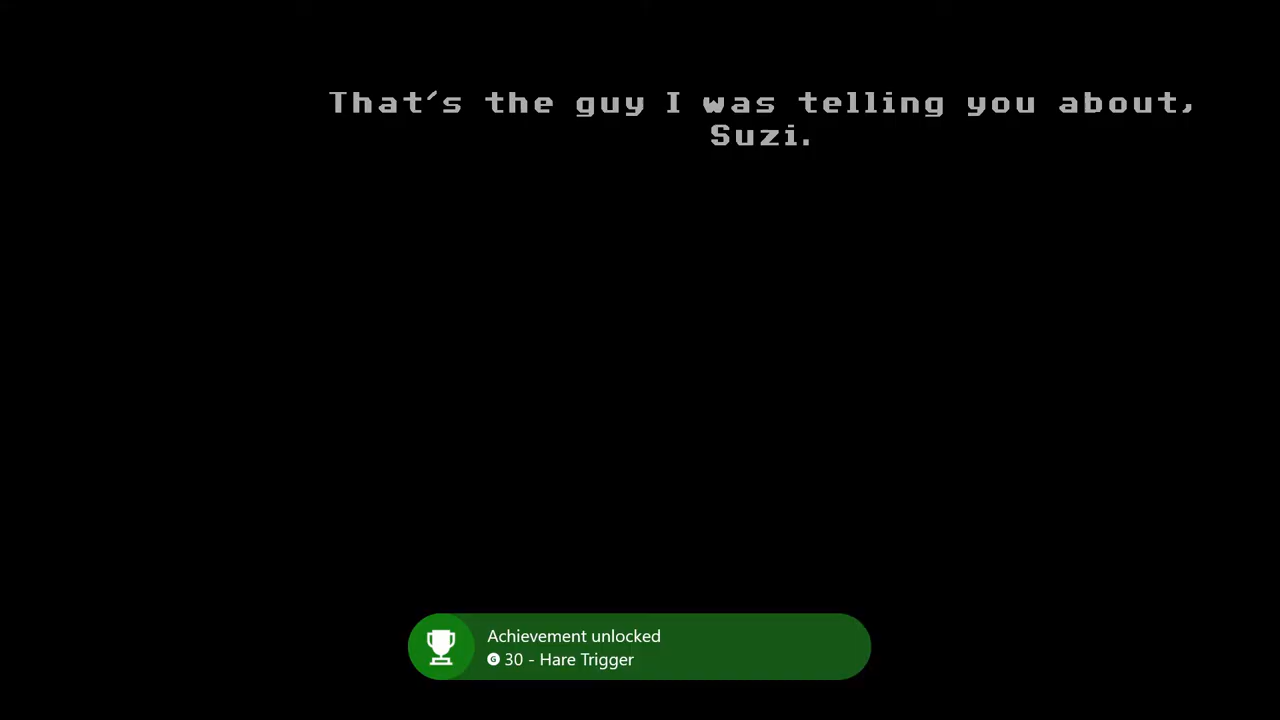 That's the guy I was telling you about,
Suzi.
Achievement unlocked
G 30 - Hare Trigger